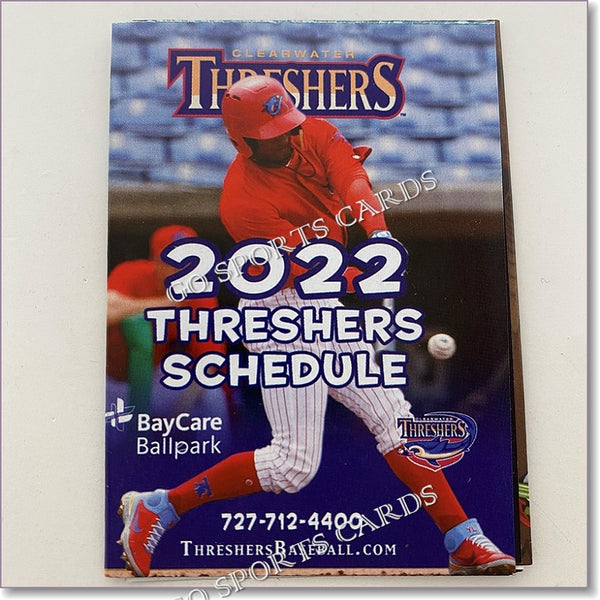 CLEARWATER
THRESHERS
TM
GO SPORTS CARDS
2022
THRESHERS
SCHEDULE
BayCare
Ballpark
CLEARWATER
THRESHERS
727-712-4400
THRESHERSBASEBALL.COM
GO SPORTS CARDS